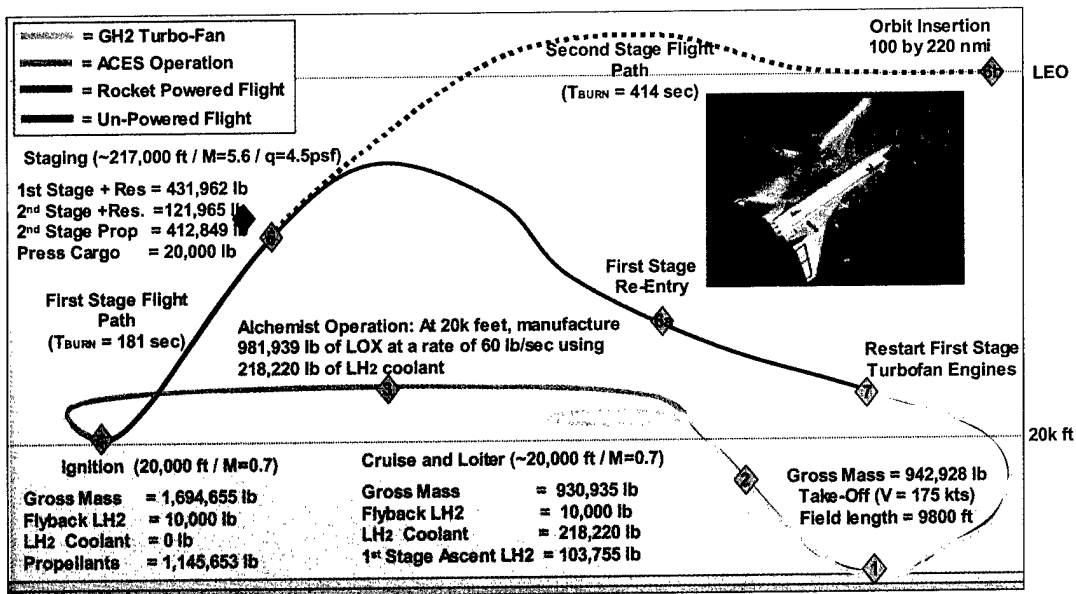 = GH2 Turbo-Fan
= ACES Operation
= Rocket Powered Flight
= Un-Powered Flight
Staging (~217,000 ft / M=5.6 / q=4.5psf)
1st Stage + Res = 431,962 lb
2nd Stage +Res. =121,965 lb
2nd Stage Prop = 412,849 lb
Press Cargo = 20,000 lb
Second Stage Flight
Path
(TBURN = 414 sec)
Orbit Insertion
100 by 220 nmi
6b
LEO
First Stage Flight
Path
(TBURN = 181 sec)
First Stage
Re-Entry
6a
Alchemist Operation: At 20k feet, manufacture
981,939 lb of LOX at a rate of 60 lb/sec using
218,220 lb of LH2 coolant
Restart First Stage
Turbofan Engines
7
3
20k ft
Ignition (20,000 ft / M=0.7)
Gross Mass = 1,694,655 lb
Flyback LH2 = 10,000 lb
LH2 Coolant = 0 lb
Propellants = 1,145,653 lb
Cruise and Loiter (~20,000 ft / M=0.7)
Gross Mass = 930,935 lb
Flyback LH2 = 10,000 lb
LH2 Coolant = 218,220 lb
1st Stage Ascent LH2 = 103,755 lb
2
Gross Mass = 942,928 lb
Take-Off (V = 175 kts)
Field length = 9800 ft
1